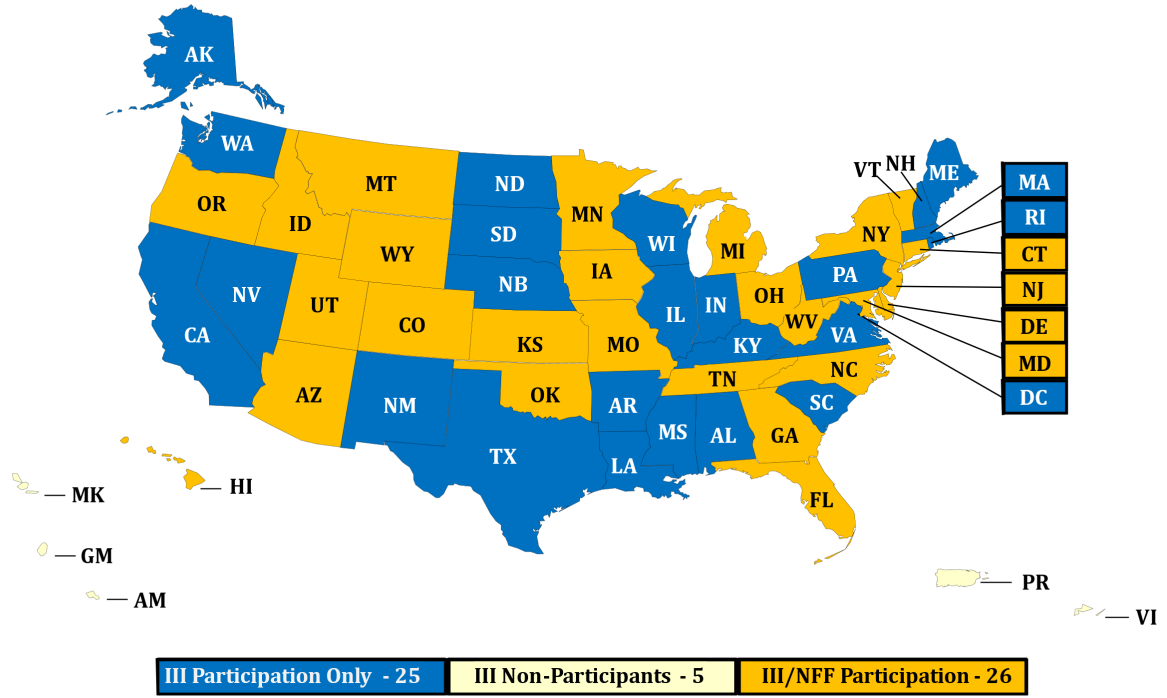 AK
WA
VT
NH
ME
MT
ND
MA
OR
ID
MN
RI
SD
WI
NY
WY
MI
CT
IA
PA
NB
NV
UT
OH
IN
NJ
CO
IL
WV
DE
CA
VA
KS
MO
KY
MD
TN
NC
AZ
OK
DC
NM
AR
SC
MS
AL
GA
TX
LA
HI
MK
FL
GM
PR
AM
VI
III Participation Only - 25
III Non-Participants - 5
III/NFF Participation - 26